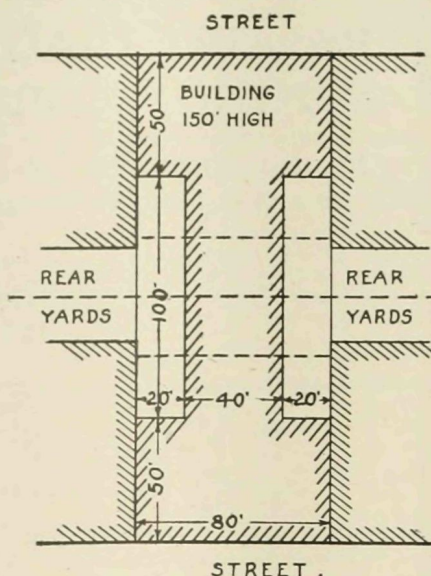 STREET
BUILDING
150' HIGH
50'
REAR
YARDS
100'
REAR
YARDS
20'
40'
20'
50'
80'
STREET.